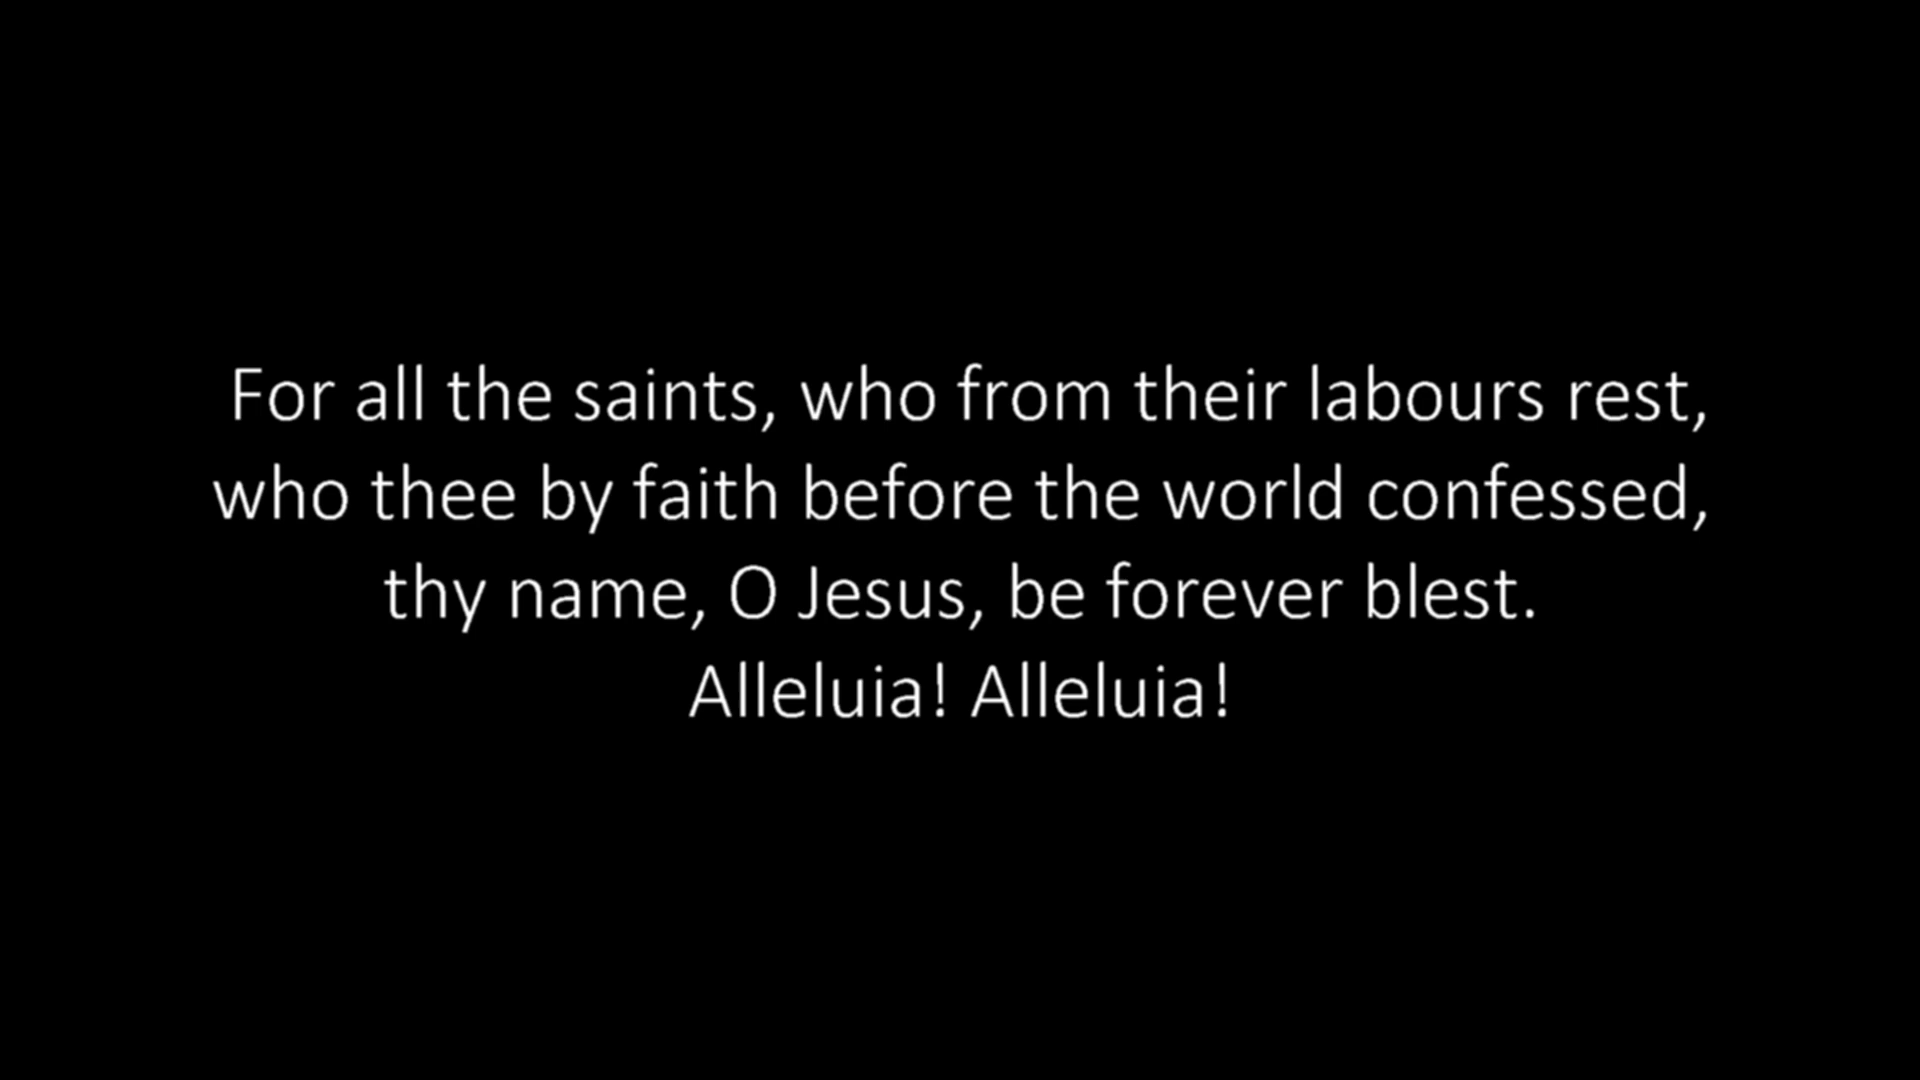 For all the saints, who from their labours rest,
who thee by faith before the world confessed,
thy name, O Jesus, be forever blest.
Alleluia! Alleluia!